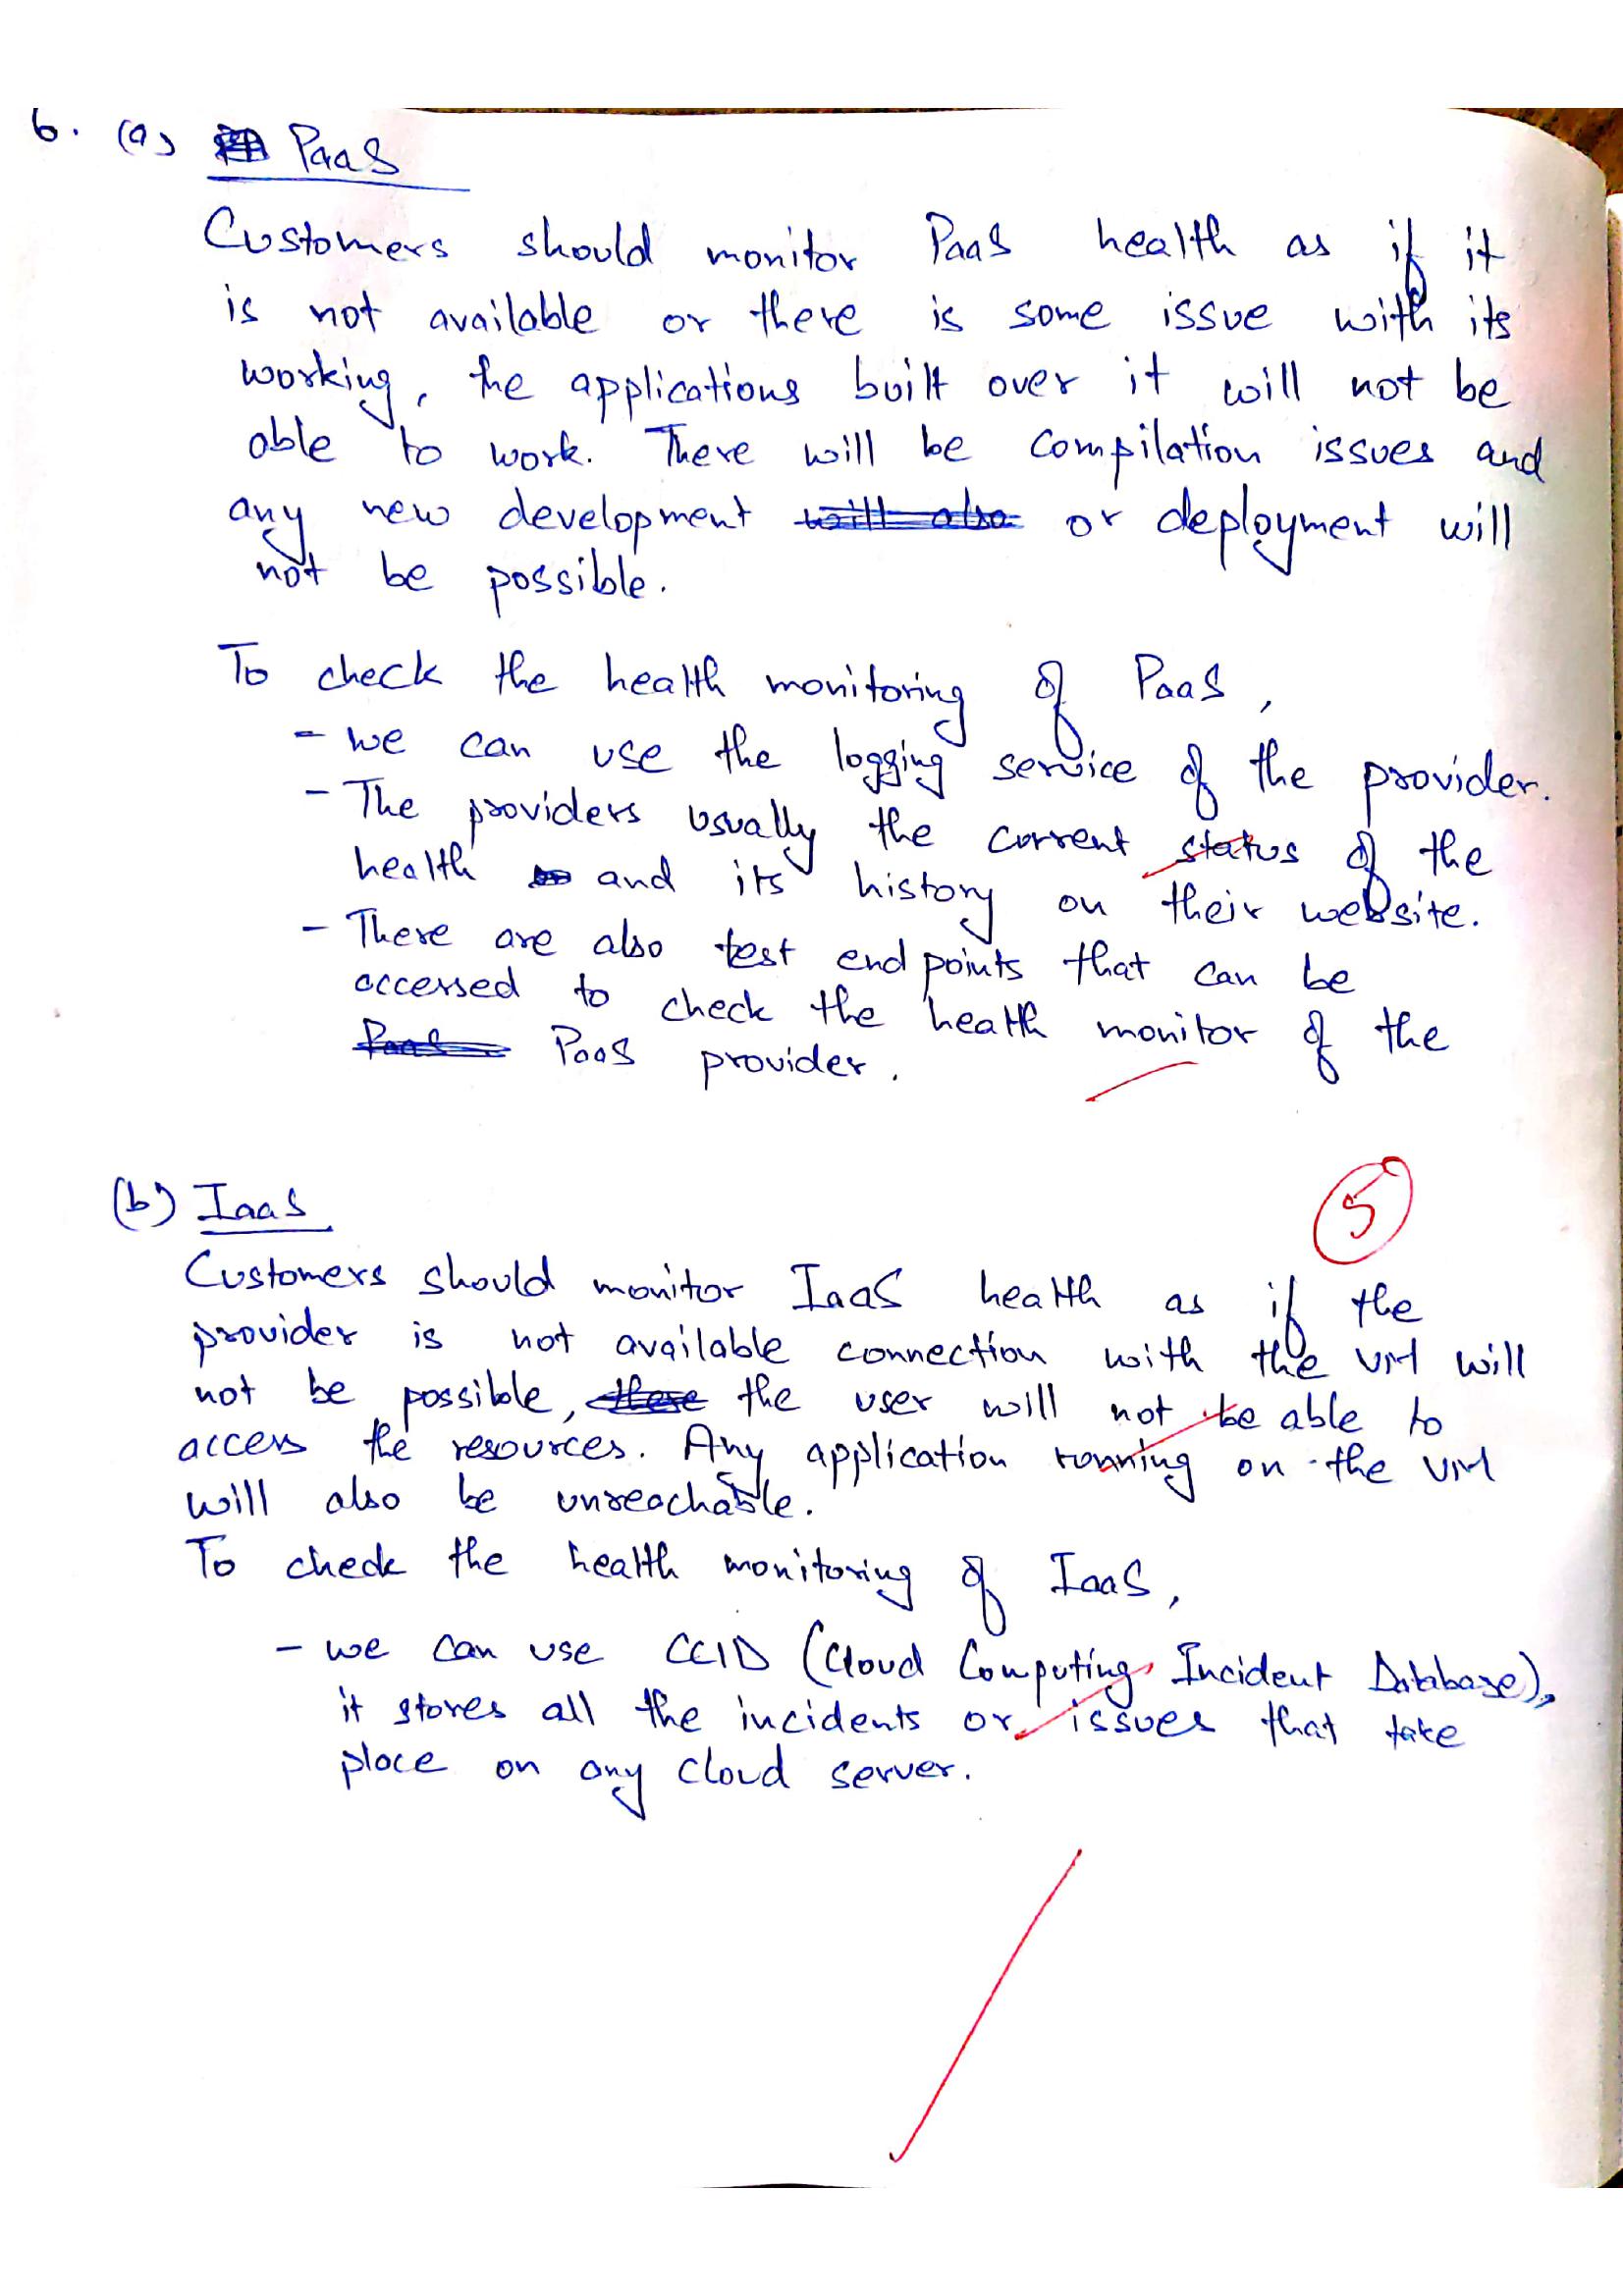 6. (a) PaaS
Customers should monitor PaaS health as if it
is not available or there is some issue with its
working, the applications built over it will not be
able to work. There will be compilation issues and
any new development will also or deployment will
not be possible.
To check the health monitoring of PaaS,
- we can use the logging service of the provider.
- The providers usually the current status of the
health and its history on their website.
- There are also test end points that can be
accessed to check the health monitor of the
PaaS PaaS provider.
5
(b) IaaS
Customers should monitor IaaS health as if the
provider is not available connection with the VM will
not be possible, there the user will not be able to
access the resources. Any application running on the VM
will also be unreachable.
To check the health monitoring of IaaS,
- we can use CCID (Cloud Computing Incident Database),
it stores all the incidents or issues that take
place on any cloud server.